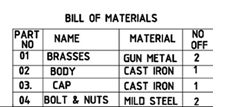 BILL OF MATERIALS
PART NO NAME MATERIAL NO OFF
01 BRASSES GUN METAL 2
02 BODY CAST IRON 1
03. CAP CAST IRON 1
04 BOLT & NUTS MILD STEEL 2